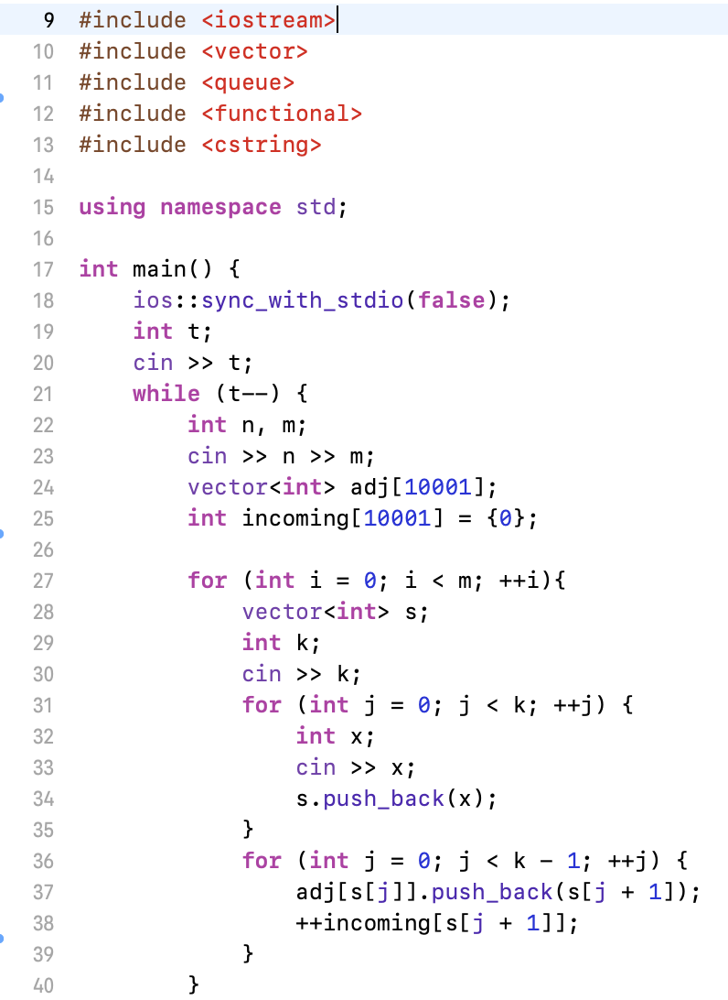 9 #include <iostream>
10 #include <vector>
11 #include <queue>
12 #include <functional>
13 #include <cstring>
14
15 using namespace std;
16
17 int main() {
18     ios::sync_with_stdio(false);
19     int t;
20     cin >> t;
21     while (t--) {
22         int n, m;
23         cin >> n >> m;
24         vector<int> adj[10001];
25         int incoming[10001] = {0};
26
27         for (int i = 0; i < m; ++i){
28             vector<int> s;
29             int k;
30             cin >> k;
31             for (int j = 0; j < k; ++j) {
32                 int x;
33                 cin >> x;
34                 s.push_back(x);
35             }
36             for (int j = 0; j < k - 1; ++j) {
37                 adj[s[j]].push_back(s[j + 1]);
38                 ++incoming[s[j + 1]];
39             }
40         }